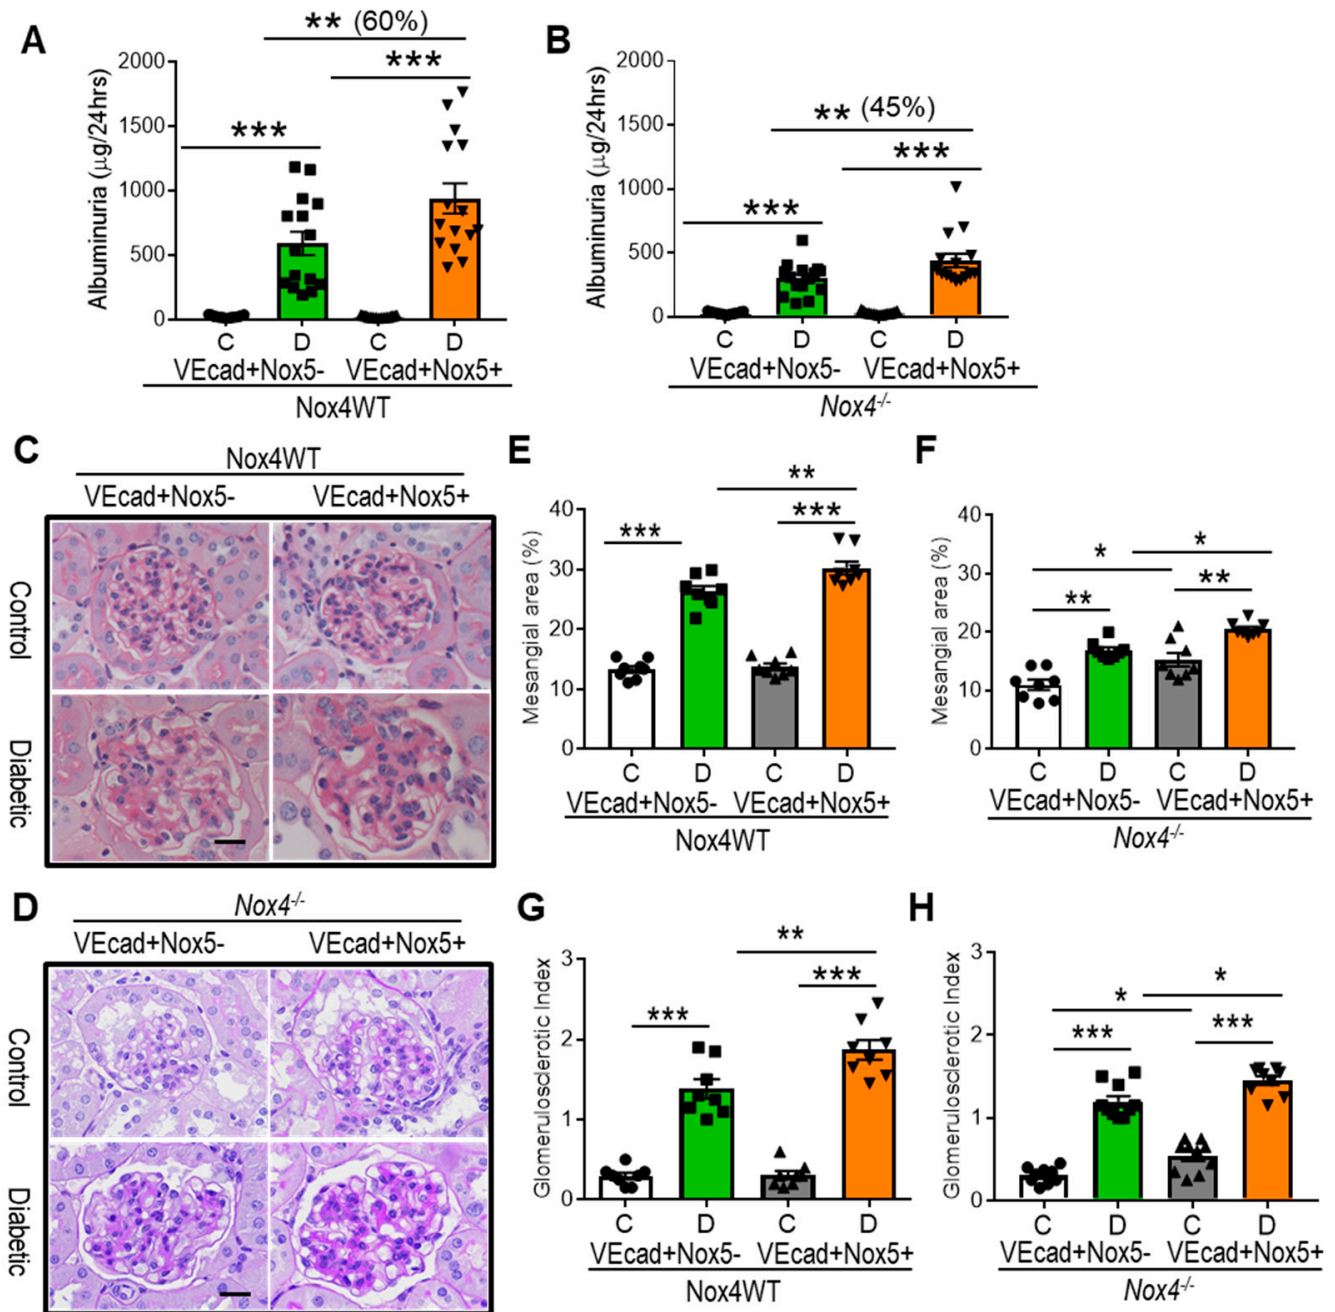 A
** (60%)
***
***
Albuminuria (μg/24hrs)
2000
1500
1000
500
0
C D C D
VEcad+Nox5- VEcad+Nox5+
Nox4WT
B
** (45%)
***
***
Albuminuria (μg/24hrs)
2000
1500
1000
500
0
C D C D
VEcad+Nox5- VEcad+Nox5+
Nox4-/-
C
Nox4WT
VEcad+Nox5- VEcad+Nox5+
Control
Diabetic
E
**
***
***
Mesangial area (%)
40
30
20
10
0
C D C D
VEcad+Nox5- VEcad+Nox5+
Nox4WT
F
*
*
**
**
Mesangial area (%)
40
30
20
10
0
C D C D
VEcad+Nox5- VEcad+Nox5+
Nox4-/-
D
Nox4-/-
VEcad+Nox5- VEcad+Nox5+
Control
Diabetic
G
**
***
***
Glomerulosclerotic Index
3
2
1
0
C D C D
VEcad+Nox5- VEcad+Nox5+
Nox4WT
H
*
*
***
***
Glomerulosclerotic Index
3
2
1
0
C D C D
VEcad+Nox5- VEcad+Nox5+
Nox4-/-